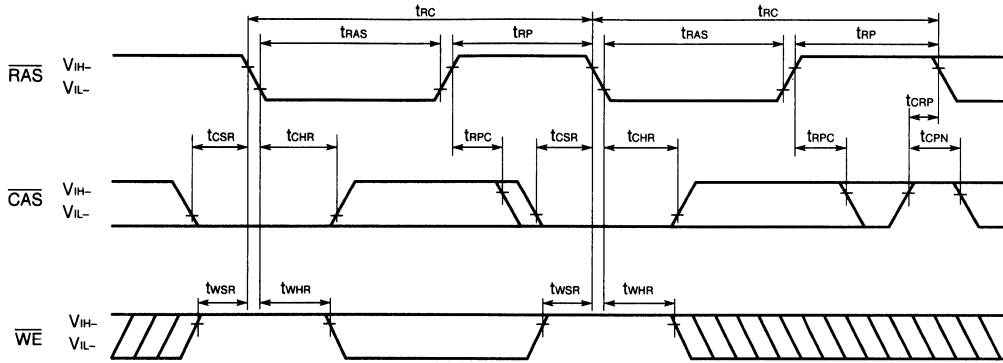 tRC tRC
tRAS tRP tRAS tRP
RAS VIH–
VIL–
tCRP
tCSR tCHR tRPC tCSR tCHR tRPC tCPN
CAS VIH–
VIL–
tWSR tWHR tWSR tWHR
WE VIH–
VIL–